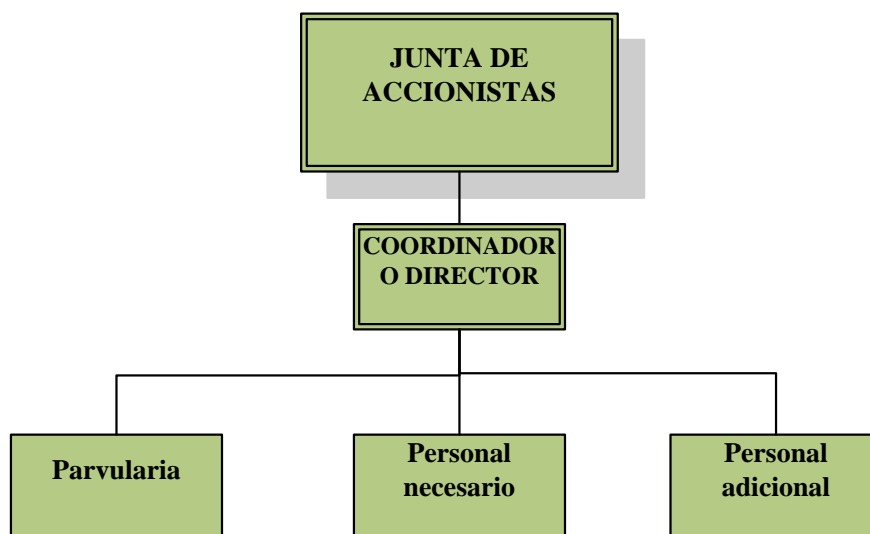 JUNTA DE
ACCIONISTAS
COORDINADOR
O DIRECTOR
Parvularia
Personal
necesario
Personal
adicional